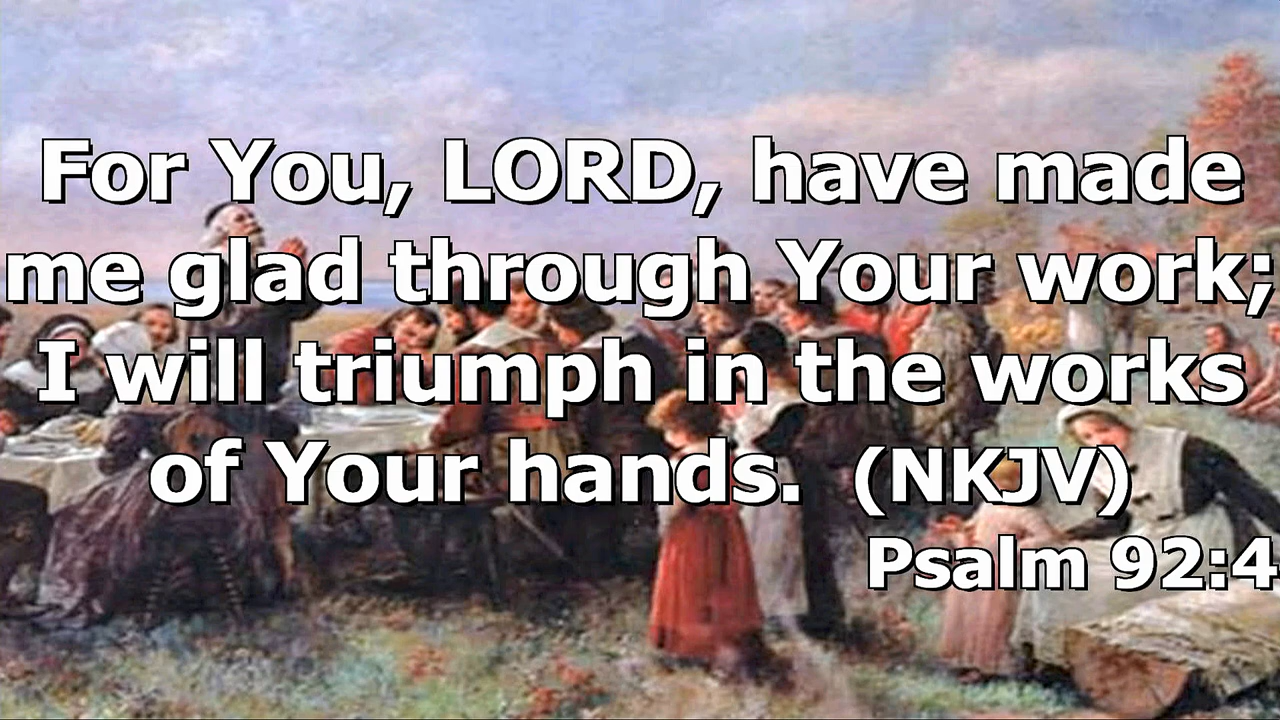 For You, LORD, have made
me glad through Your work;
I will triumph in the works
of Your hands. (NKJV)
Psalm 92:4